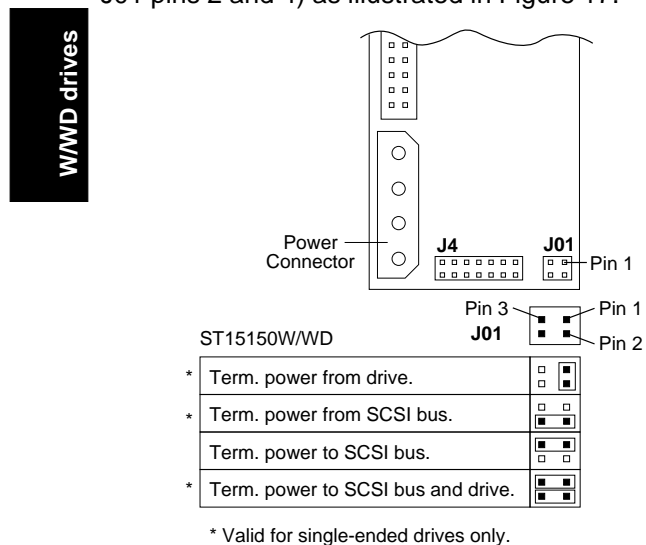 J01 pins 2 and 4) as illustrated in Figure 17.
W/WD drives
Power
Connector
J4
J01
Pin 1
Pin 3
Pin 1
J01
Pin 2
ST15150W/WD
* Term. power from drive.
* Term. power from SCSI bus.
Term. power to SCSI bus.
* Term. power to SCSI bus and drive.
* Valid for single-ended drives only.